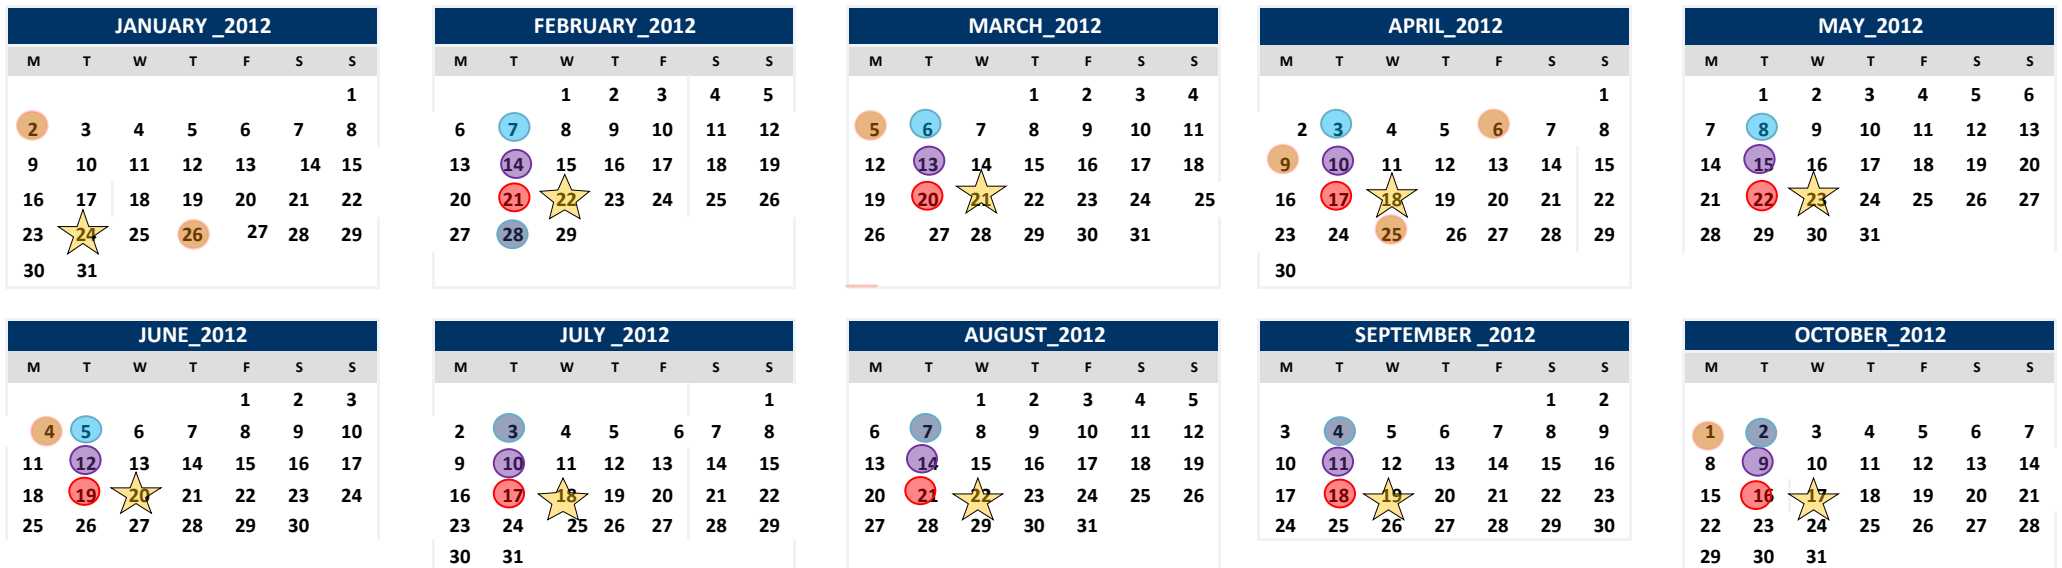 JANUARY _2012
M T W T F S S
1
2 3 4 5 6 7 8
9 10 11 12 13 14 15
16 17 18 19 20 21 22
23 24 25 26 27 28 29
30 31
FEBRUARY_2012
M T W T F S S
1 2 3 4 5
6 7 8 9 10 11 12
13 14 15 16 17 18 19
20 21 22 23 24 25 26
27 28 29
MARCH_2012
M T W T F S S
1 2 3 4
5 6 7 8 9 10 11
12 13 14 15 16 17 18
19 20 21 22 23 24 25
26 27 28 29 30 31
APRIL_2012
M T W T F S S
1
2 3 4 5 6 7 8
9 10 11 12 13 14 15
16 17 18 19 20 21 22
23 24 25 26 27 28 29
30
MAY_2012
M T W T F S S
1 2 3 4 5 6
7 8 9 10 11 12 13
14 15 16 17 18 19 20
21 22 23 24 25 26 27
28 29 30 31
JUNE_2012
M T W T F S S
1 2 3
4 5 6 7 8 9 10
11 12 13 14 15 16 17
18 19 20 21 22 23 24
25 26 27 28 29 30
JULY _2012
M T W T F S S
1
2 3 4 5 6 7 8
9 10 11 12 13 14 15
16 17 18 19 20 21 22
23 24 25 26 27 28 29
30 31
AUGUST_2012
M T W T F S S
1 2 3 4 5
6 7 8 9 10 11 12
13 14 15 16 17 18 19
20 21 22 23 24 25 26
27 28 29 30 31
SEPTEMBER _2012
M T W T F S S
1 2
3 4 5 6 7 8 9
10 11 12 13 14 15 16
17 18 19 20 21 22 23
24 25 26 27 28 29 30
OCTOBER_2012
M T W T F S S
1 2 3 4 5 6 7
8 9 10 11 12 13 14
15 16 17 18 19 20 21
22 23 24 25 26 27 28
29 30 31